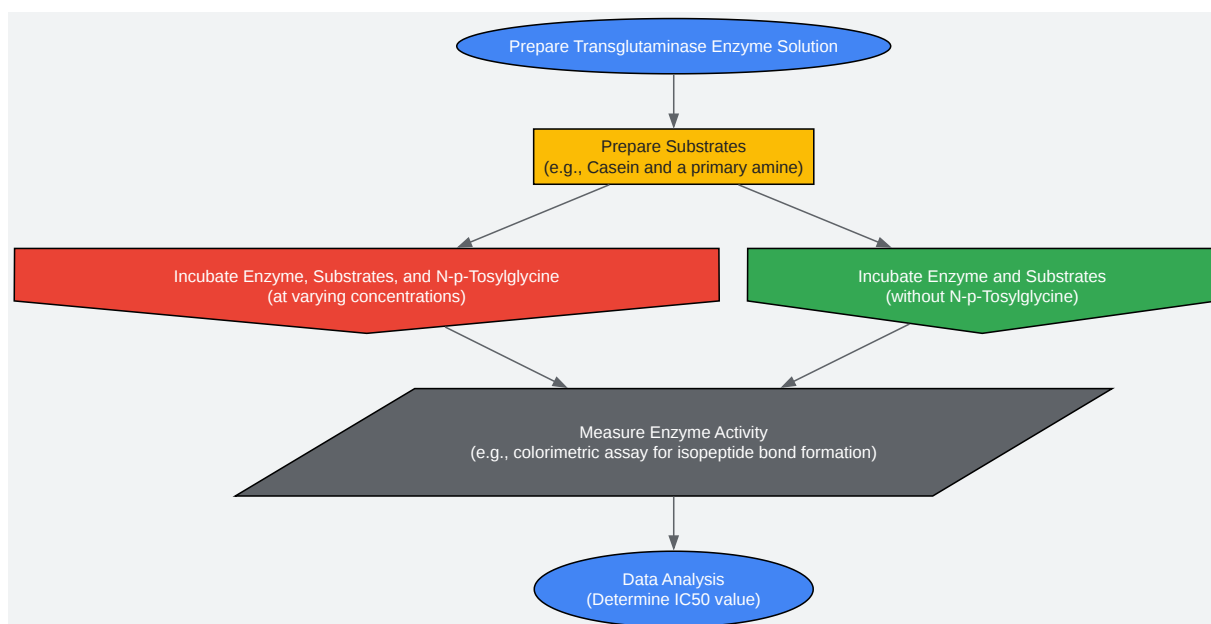 Prepare Transglutaminase Enzyme Solution
Prepare Substrates
(e.g., Casein and a primary amine)
Incubate Enzyme, Substrates, and N-p-Tosylglycine
(at varying concentrations)
Incubate Enzyme and Substrates
(without N-p-Tosylglycine)
Measure Enzyme Activity
(e.g., colorimetric assay for isopeptide bond formation)
Data Analysis
(Determine IC50 value)